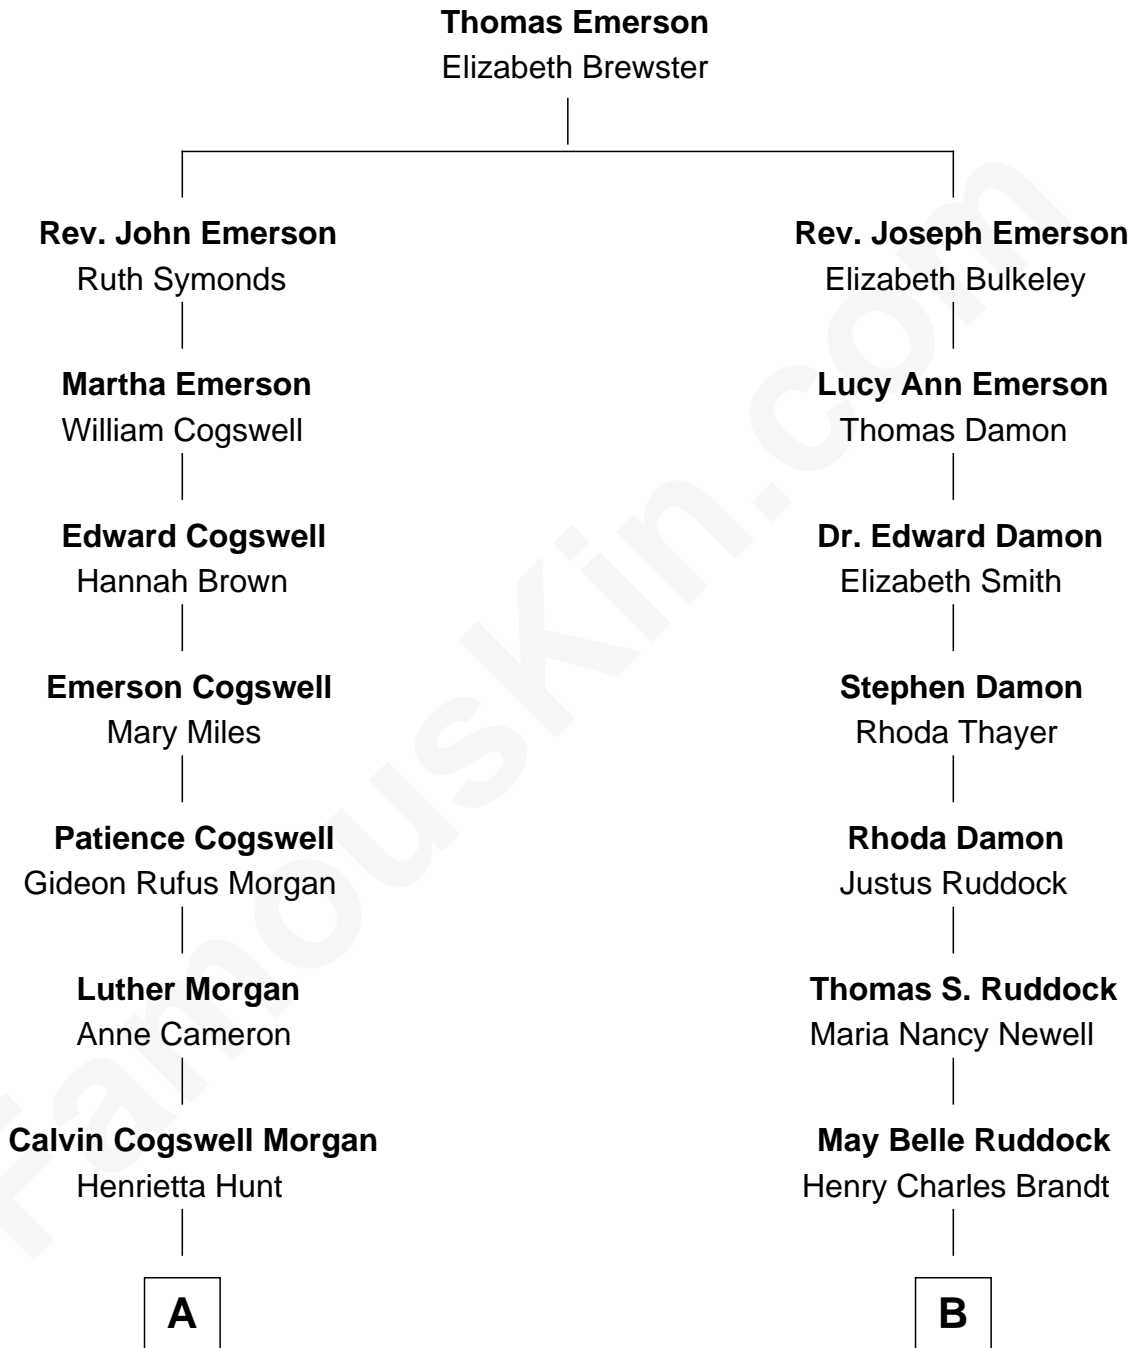 Thomas Emerson
Elizabeth Brewster
Rev. John Emerson
Ruth Symonds
Martha Emerson
William Cogswell
Edward Cogswell
Hannah Brown
Emerson Cogswell
Mary Miles
Patience Cogswell
Gideon Rufus Morgan
Luther Morgan
Anne Cameron
Calvin Cogswell Morgan
Henrietta Hunt
A
Rev. Joseph Emerson
Elizabeth Bulkeley
Lucy Ann Emerson
Thomas Damon
Dr. Edward Damon
Elizabeth Smith
Stephen Damon
Rhoda Thayer
Rhoda Damon
Justus Ruddock
Thomas S. Ruddock
Maria Nancy Newell
May Belle Ruddock
Henry Charles Brandt
B
FamousKin.com